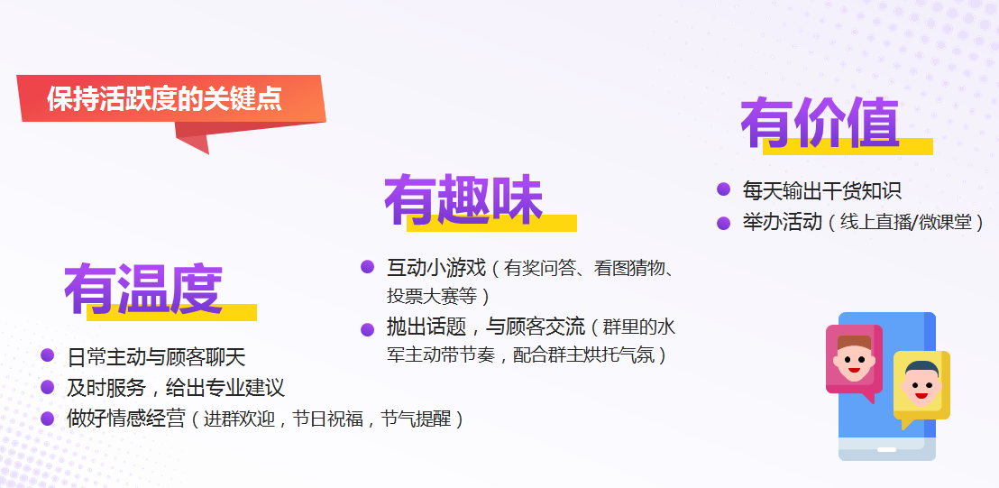 保持活跃度的关键点
有温度
日常主动与顾客聊天
及时服务，给出专业建议
做好情感经营（进群欢迎，节日祝福，节气提醒）
有趣味
互动小游戏（有奖问答、看图猜物、
投票大赛等）
抛出话题，与顾客交流（群里的水
军主动带节奏，配合群主烘托气氛）
有价值
每天输出干货知识
举办活动（线上直播/微课堂）